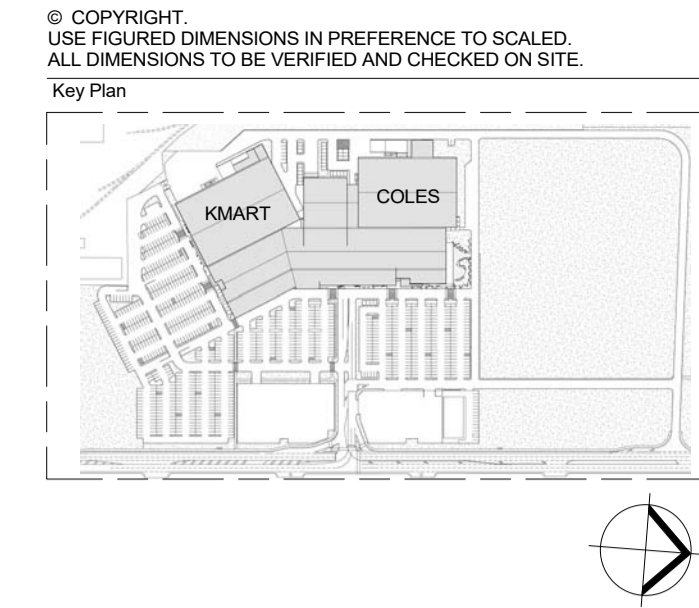 © COPYRIGHT.
USE FIGURED DIMENSIONS IN PREFERENCE TO SCALED.
ALL DIMENSIONS TO BE VERIFIED AND CHECKED ON SITE.
Key Plan
KMART
COLES